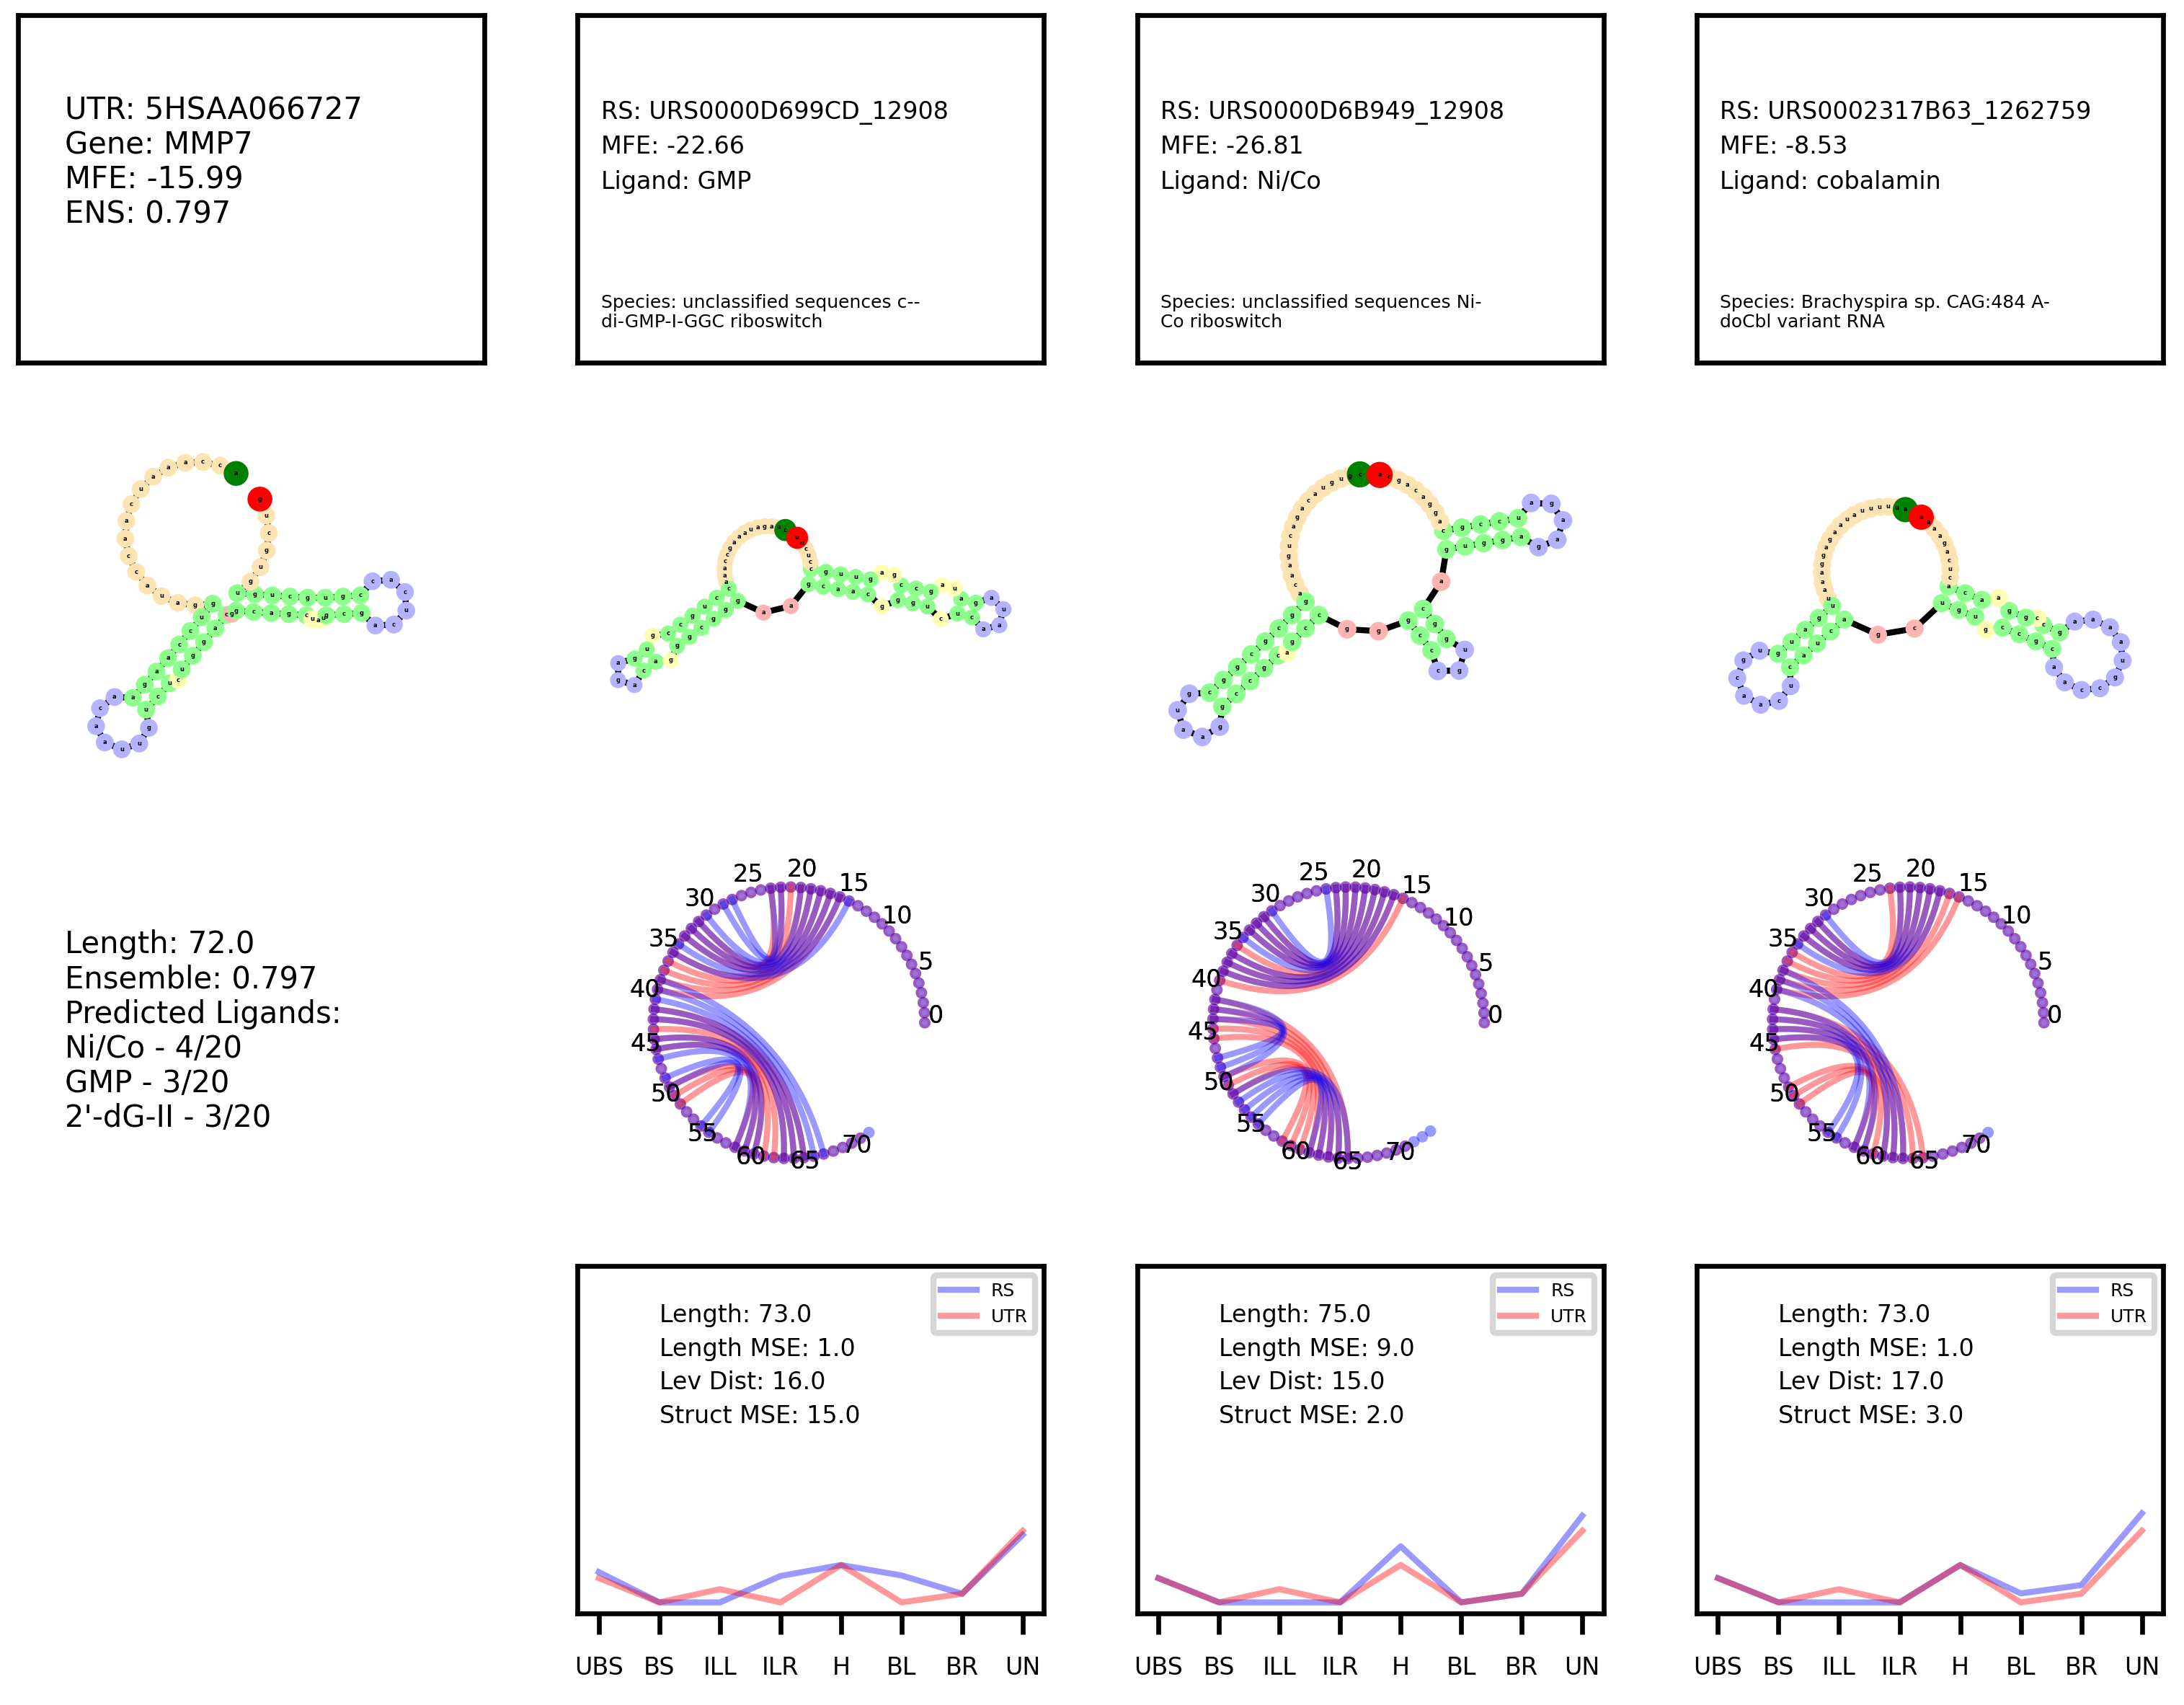 UTR: 5HSAA066727
Gene: MMP7
MFE: -15.99
ENS: 0.797
RS: URS0000D699CD_12908
MFE: -22.66
Ligand: GMP
Species: unclassified sequences c--
di-GMP-I-GGC riboswitch
RS: URS0000D6B949_12908
MFE: -26.81
Ligand: Ni/Co
Species: unclassified sequences Ni-
Co riboswitch
RS: URS0002317B63_1262759
MFE: -8.53
Ligand: cobalamin
Species: Brachyspira sp. CAG:484 A-
doCbl variant RNA
Length: 72.0
Ensemble: 0.797
Predicted Ligands:
Ni/Co - 4/20
GMP - 3/20
2'-dG-II - 3/20
0
5
10
15
20
25
30
35
40
45
50
55
60
65
70
0
5
10
15
20
25
30
35
40
45
50
55
60
65
70
0
5
10
15
20
25
30
35
40
45
50
55
60
65
70
RS
UTR
Length: 73.0
Length MSE: 1.0
Lev Dist: 16.0
Struct MSE: 15.0
UBS BS ILL ILR H BL BR UN
RS
UTR
Length: 75.0
Length MSE: 9.0
Lev Dist: 15.0
Struct MSE: 2.0
UBS BS ILL ILR H BL BR UN
RS
UTR
Length: 73.0
Length MSE: 1.0
Lev Dist: 17.0
Struct MSE: 3.0
UBS BS ILL ILR H BL BR UN